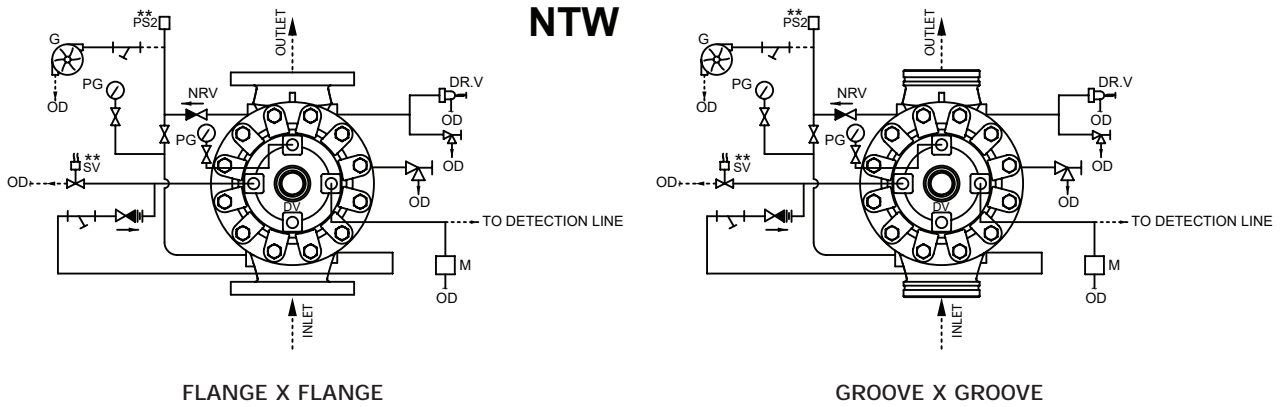 NTW
**
PS2
OUTLET
G
OD
PG
NRV
DR.V
OD
OD
PG
**
SV
OD
OD
DV
TO DETECTION LINE
M
OD
INLET
FLANGE X FLANGE
**
PS2
OUTLET
G
OD
PG
NRV
DR.V
OD
OD
PG
**
SV
OD
OD
DV
TO DETECTION LINE
M
OD
INLET
GROOVE X GROOVE